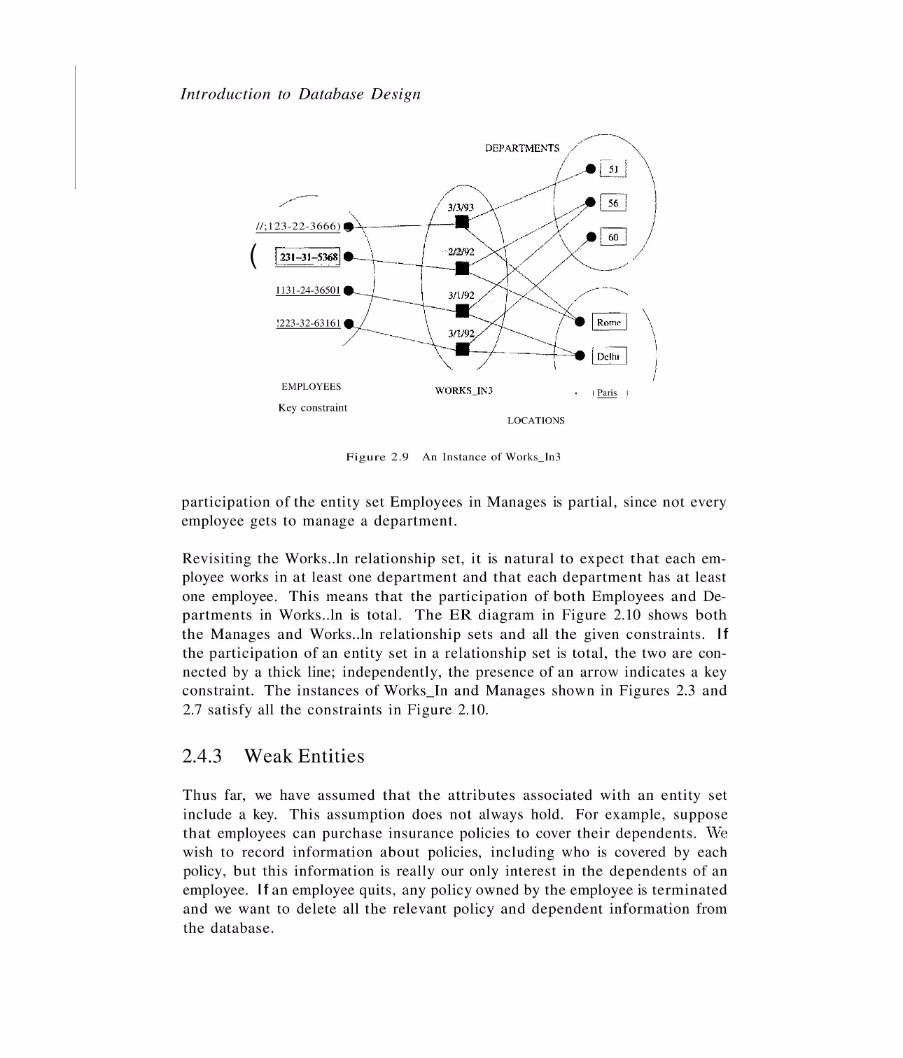 Introduction to Database Design
DEPARTMENTS
51
3/3/93
56
//;123-22-3666)
60
( 231-31-5368
2/2/92
1131-24-36501
3/1/92
Rome
!223-32-63161
3/1/92
Delhi
EMPLOYEES
WORKS_IN3
• I Paris I
Key constraint
LOCATIONS
Figure 2.9 An Instance of Works_In3
participation of the entity set Employees in Manages is partial, since not every
employee gets to manage a department.
Revisiting the Works..ln relationship set, it is natural to expect that each em-
ployee works in at least one department and that each department has at least
one employee. This means that the participation of both Employees and De-
partments in Works..ln is total. The ER diagram in Figure 2.10 shows both
the Manages and Works..ln relationship sets and all the given constraints. If
the participation of an entity set in a relationship set is total, the two are con-
nected by a thick line; independently, the presence of an arrow indicates a key
constraint. The instances of Works_In and Manages shown in Figures 2.3 and
2.7 satisfy all the constraints in Figure 2.10.
2.4.3 Weak Entities
Thus far, we have assumed that the attributes associated with an entity set
include a key. This assumption does not always hold. For example, suppose
that employees can purchase insurance policies to cover their dependents. We
wish to record information about policies, including who is covered by each
policy, but this information is really our only interest in the dependents of an
employee. If an employee quits, any policy owned by the employee is terminated
and we want to delete all the relevant policy and dependent information from
the database.